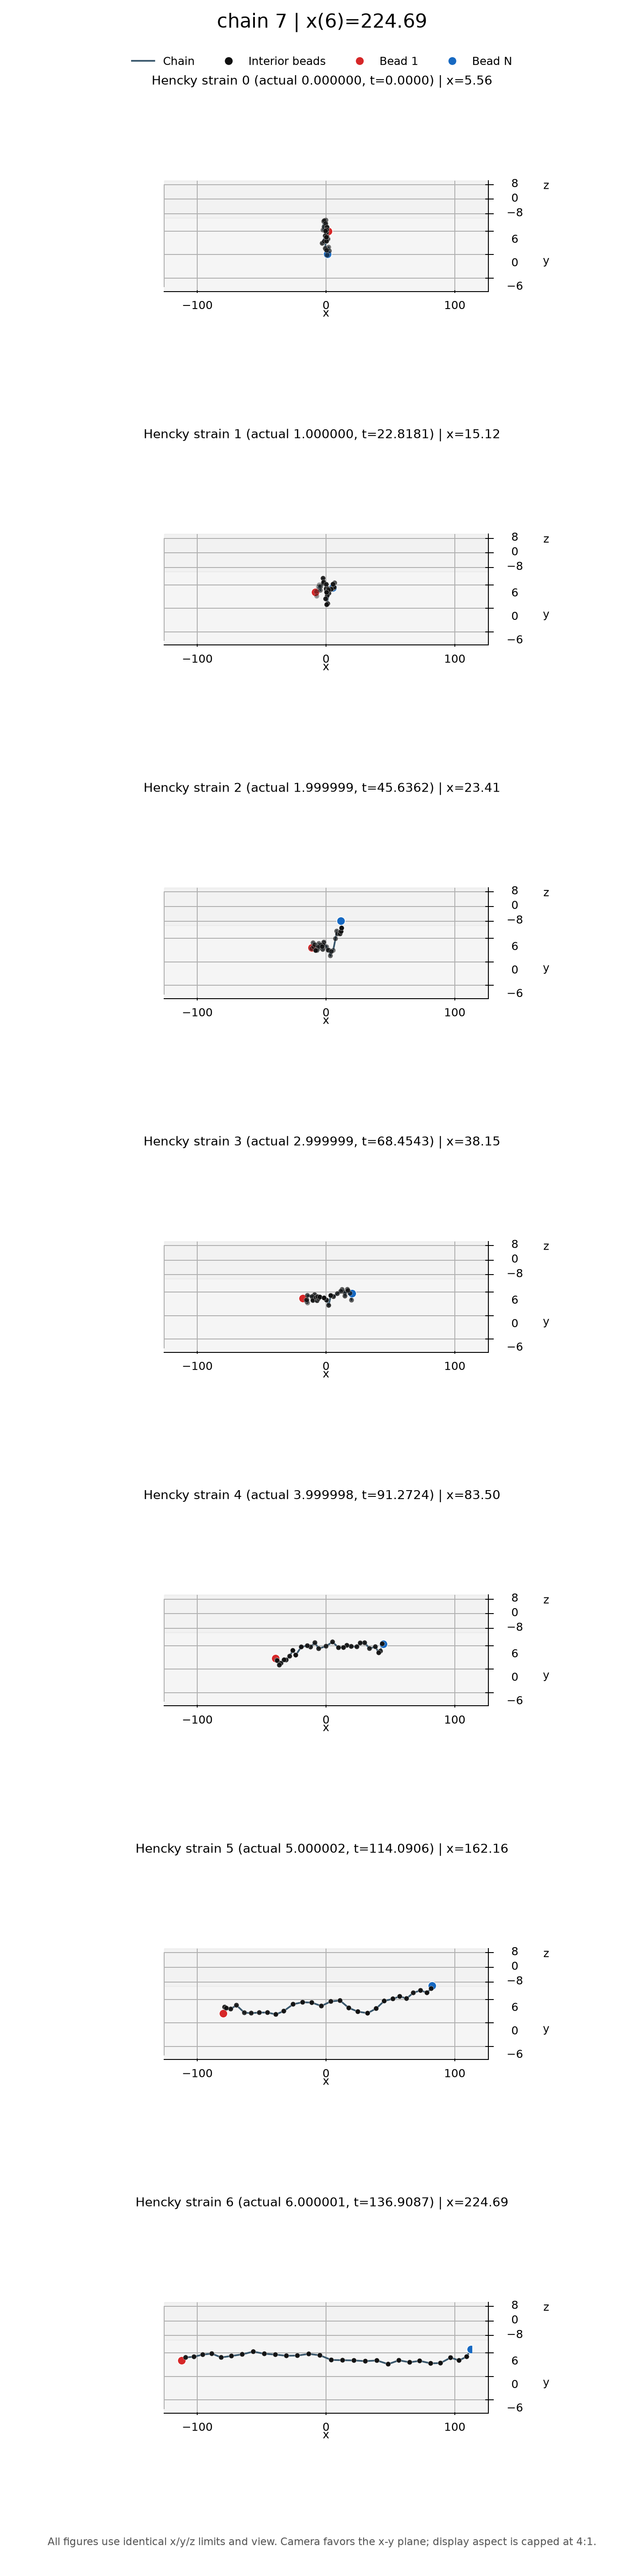 chain 7 | x(6)=224.69
Chain Interior beads Bead 1 Bead N
Hencky strain 0 (actual 0.000000, t=0.0000) | x=5.56
8 z
0
−8
6
0 y
−6
−100 0 100
x
Hencky strain 1 (actual 1.000000, t=22.8181) | x=15.12
8 z
0
−8
6
0 y
−6
−100 0 100
x
Hencky strain 2 (actual 1.999999, t=45.6362) | x=23.41
8 z
0
−8
6
0 y
−6
−100 0 100
x
Hencky strain 3 (actual 2.999999, t=68.4543) | x=38.15
8 z
0
−8
6
0 y
−6
−100 0 100
x
Hencky strain 4 (actual 3.999998, t=91.2724) | x=83.50
8 z
0
−8
6
0 y
−6
−100 0 100
x
Hencky strain 5 (actual 5.000002, t=114.0906) | x=162.16
8 z
0
−8
6
0 y
−6
−100 0 100
x
Hencky strain 6 (actual 6.000001, t=136.9087) | x=224.69
8 z
0
−8
6
0 y
−6
−100 0 100
x
All figures use identical x/y/z limits and view. Camera favors the x-y plane; display aspect is capped at 4:1.